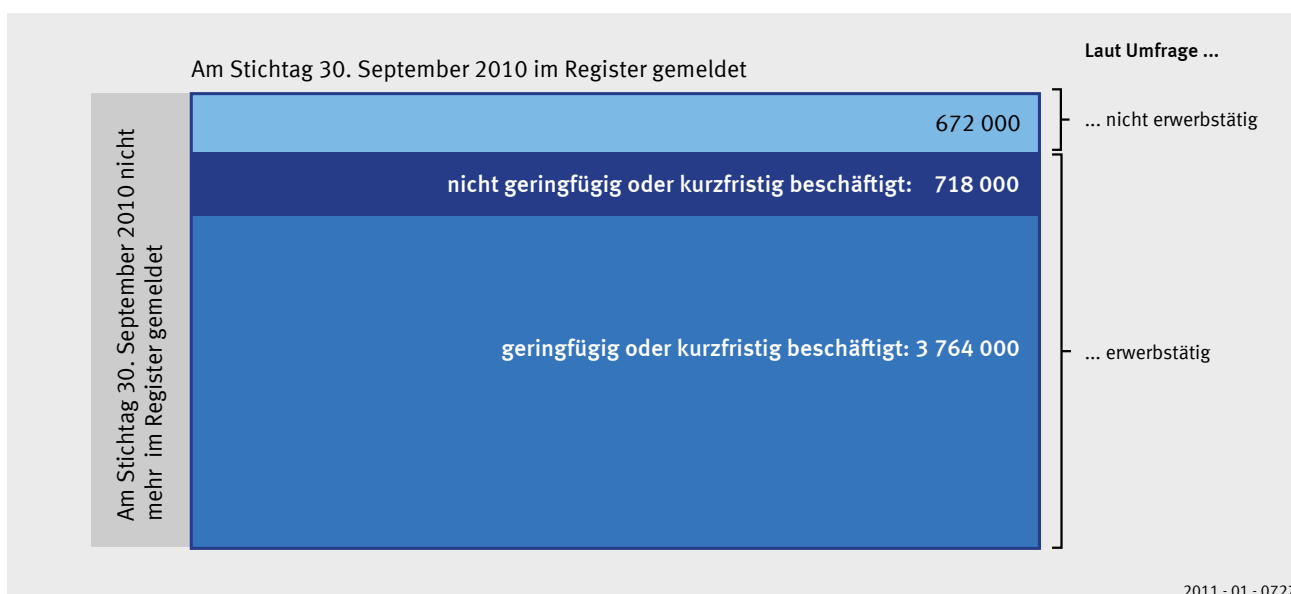 Laut Umfrage ...
Am Stichtag 30. September 2010 im Register gemeldet
Am Stichtag 30. September 2010 nicht
mehr im Register gemeldet
672 000
... nicht erwerbstätig
nicht geringfügig oder kurzfristig beschäftigt: 718 000
geringfügig oder kurzfristig beschäftigt: 3 764 000
... erwerbstätig
2011 - 01 - 0727